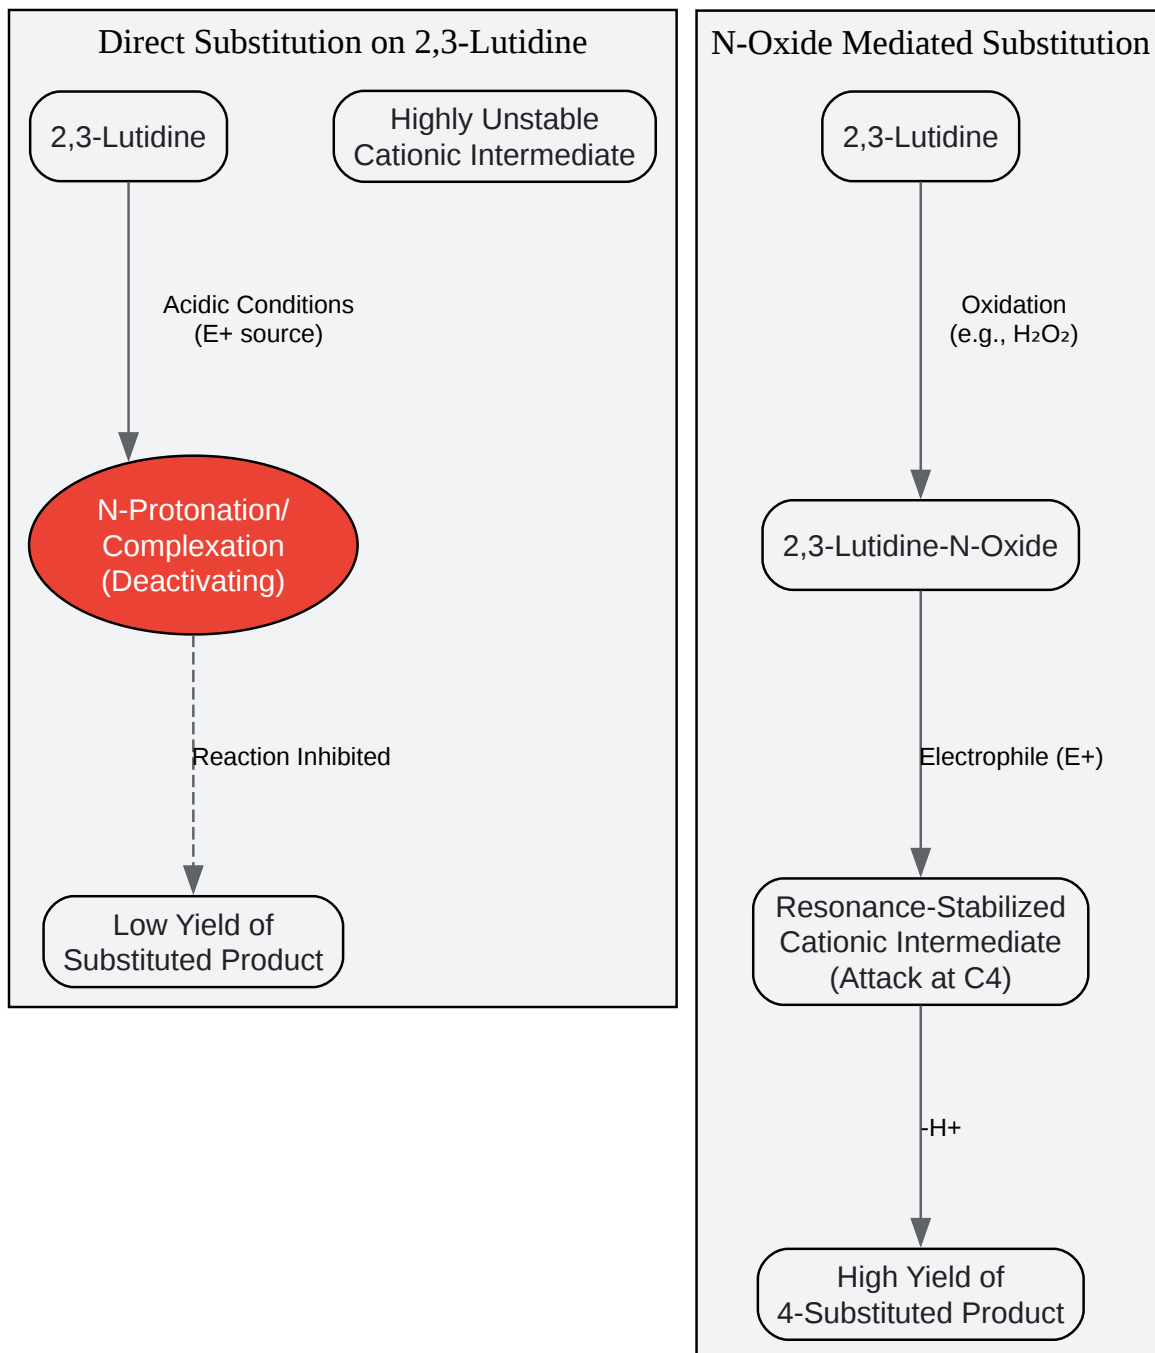 Direct Substitution on 2,3-Lutidine
2,3-Lutidine
Highly Unstable
Cationic Intermediate
Acidic Conditions
(E+ source)
N-Protonation/
Complexation
(Deactivating)
Reaction Inhibited
Low Yield of
Substituted Product
N-Oxide Mediated Substitution
2,3-Lutidine
Oxidation
(e.g., H₂O₂)
2,3-Lutidine-N-Oxide
Electrophile (E+)
Resonance-Stabilized
Cationic Intermediate
(Attack at C4)
-H+
High Yield of
4-Substituted Product